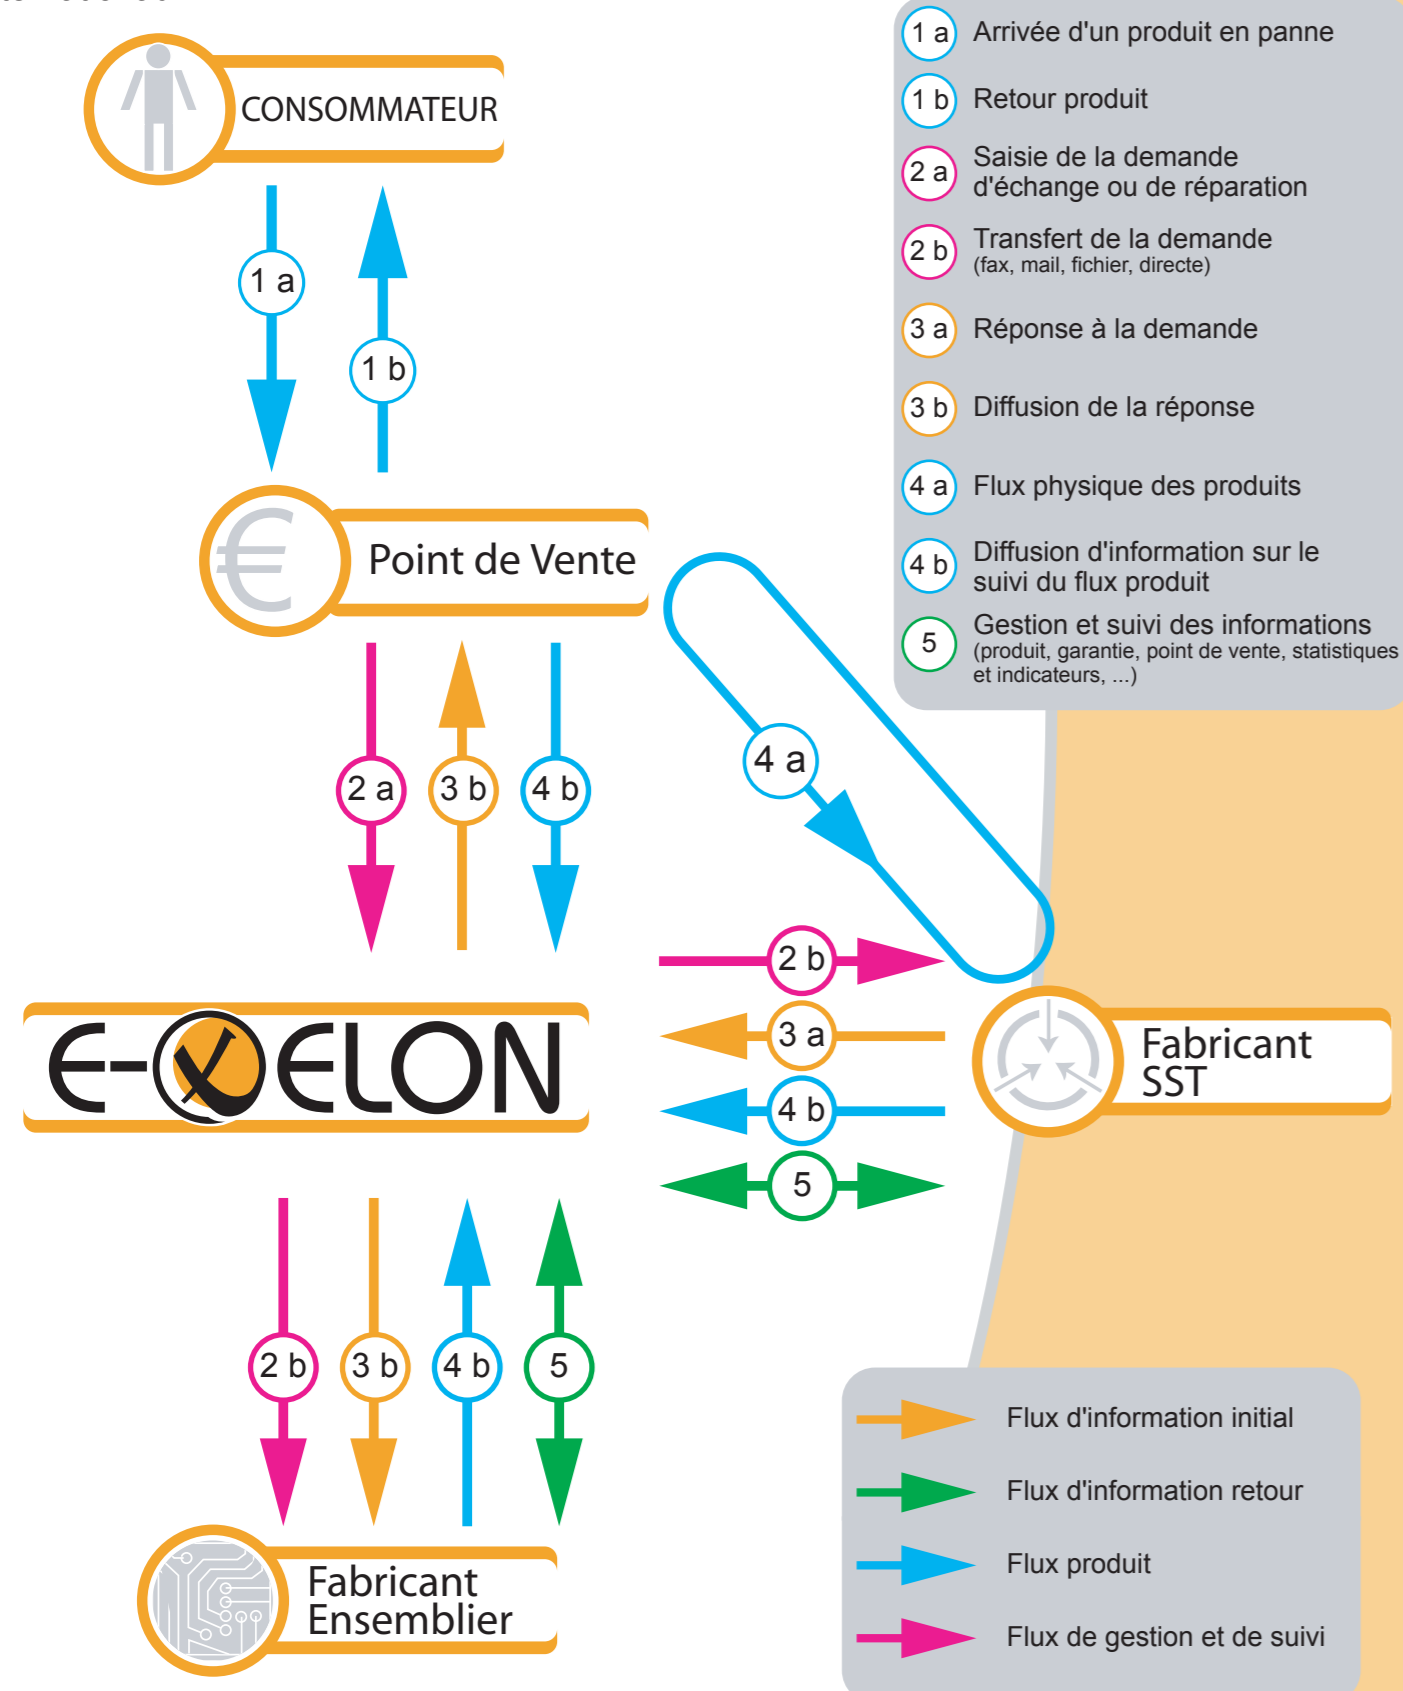 CONSOMMATEUR
1 a
1 b
Point de Vente
2 a
3 b
4 b
4 a
E-XELON
2 b
3 a
4 b
5
Fabricant
SST
2 b
3 b
4 b
5
Fabricant
Ensemblier
1 a Arrivée d'un produit en panne
1 b Retour produit
2 a Saisie de la demande
d'échange ou de réparation
2 b Transfert de la demande
(fax, mail, fichier, directe)
3 a Réponse à la demande
3 b Diffusion de la réponse
4 a Flux physique des produits
4 b Diffusion d'information sur le
suivi du flux produit
5 Gestion et suivi des informations
(produit, garantie, point de vente, statistiques
et indicateurs, ...)
Flux d'information initial
Flux d'information retour
Flux produit
Flux de gestion et de suivi